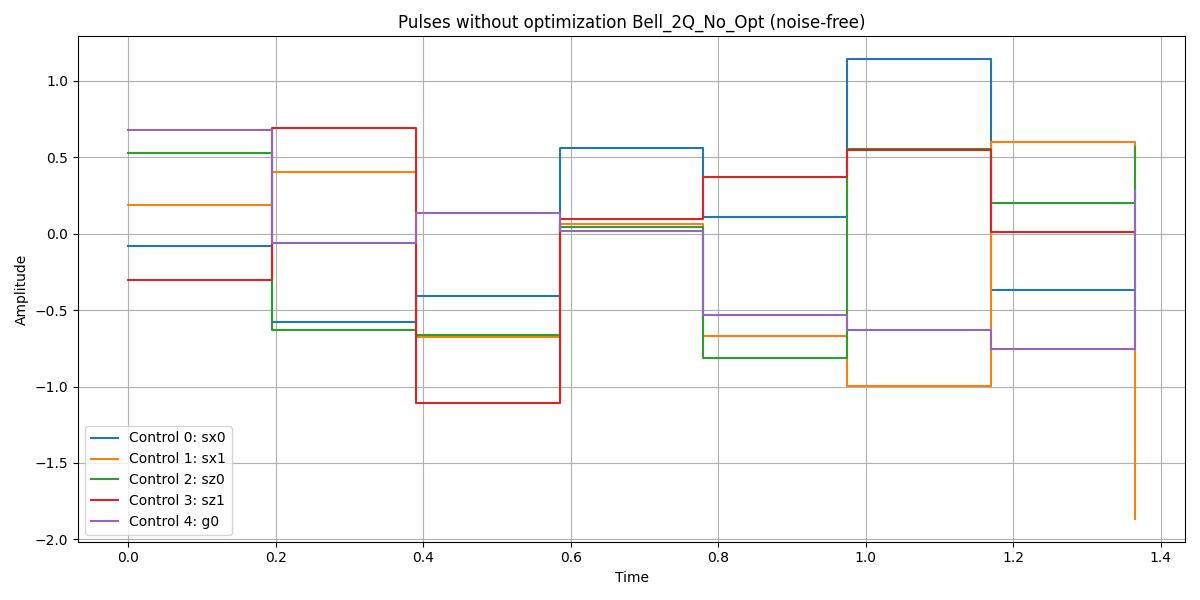 Pulses without optimization Bell_2Q_No_Opt (noise-free)
Amplitude
1.0
0.5
0.0
−0.5
−1.0
−1.5
−2.0
Control 0: sx0
Control 1: sx1
Control 2: sz0
Control 3: sz1
Control 4: g0
0.0 0.2 0.4 0.6 0.8 1.0 1.2 1.4
Time